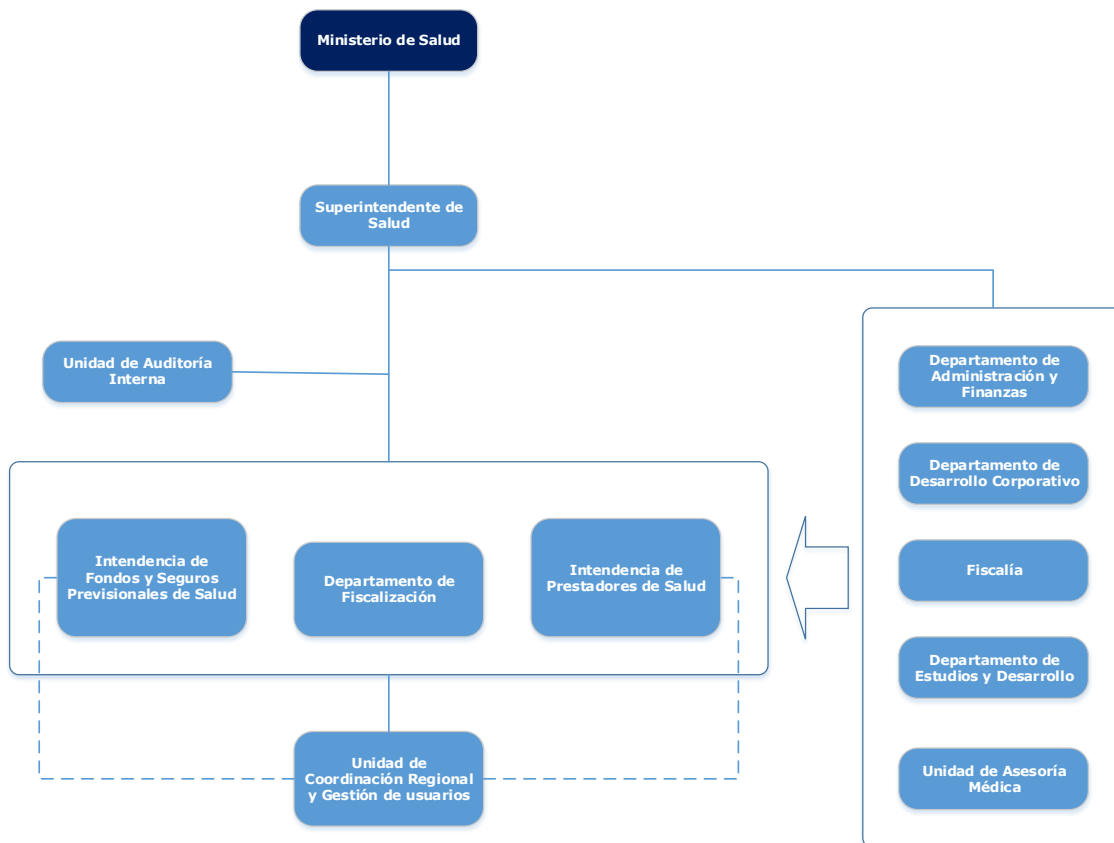 Ministerio de Salud
Superintendente de
Salud
Unidad de Auditoría
Interna
Intendencia de
Fondos y Seguros
Previsionales de Salud
Departamento de
Fiscalización
Intendencia de
Prestadores de Salud
Unidad de
Coordinación Regional
y Gestión de usuarios
Departamento de
Administración y
Finanzas
Departamento de
Desarrollo Corporativo
Fiscalía
Departamento de
Estudios y Desarrollo
Unidad de Asesoría
Médica